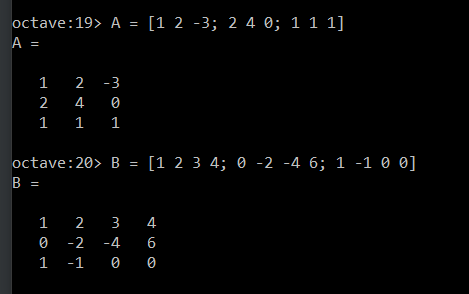 octave:19> A = [1 2 -3; 2 4 0; 1 1 1]
A =
1 2 -3
2 4 0
1 1 1
octave:20> B = [1 2 3 4; 0 -2 -4 6; 1 -1 0 0]
B =
1 2 3 4
0 -2 -4 6
1 -1 0 0